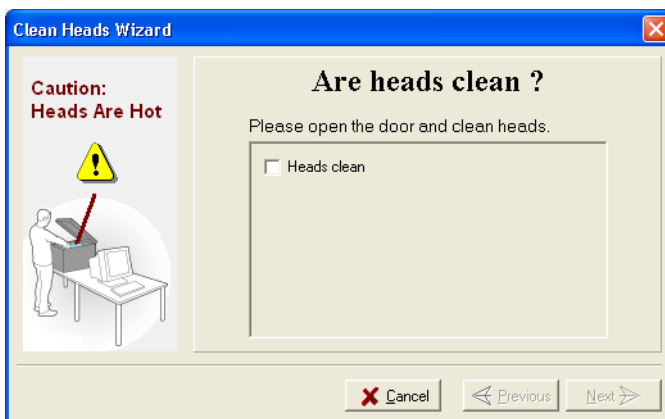 Clean Heads Wizard
Caution:
Heads Are Hot
Are heads clean ?
Please open the door and clean heads.
Heads clean
Cancel
Previous
Next